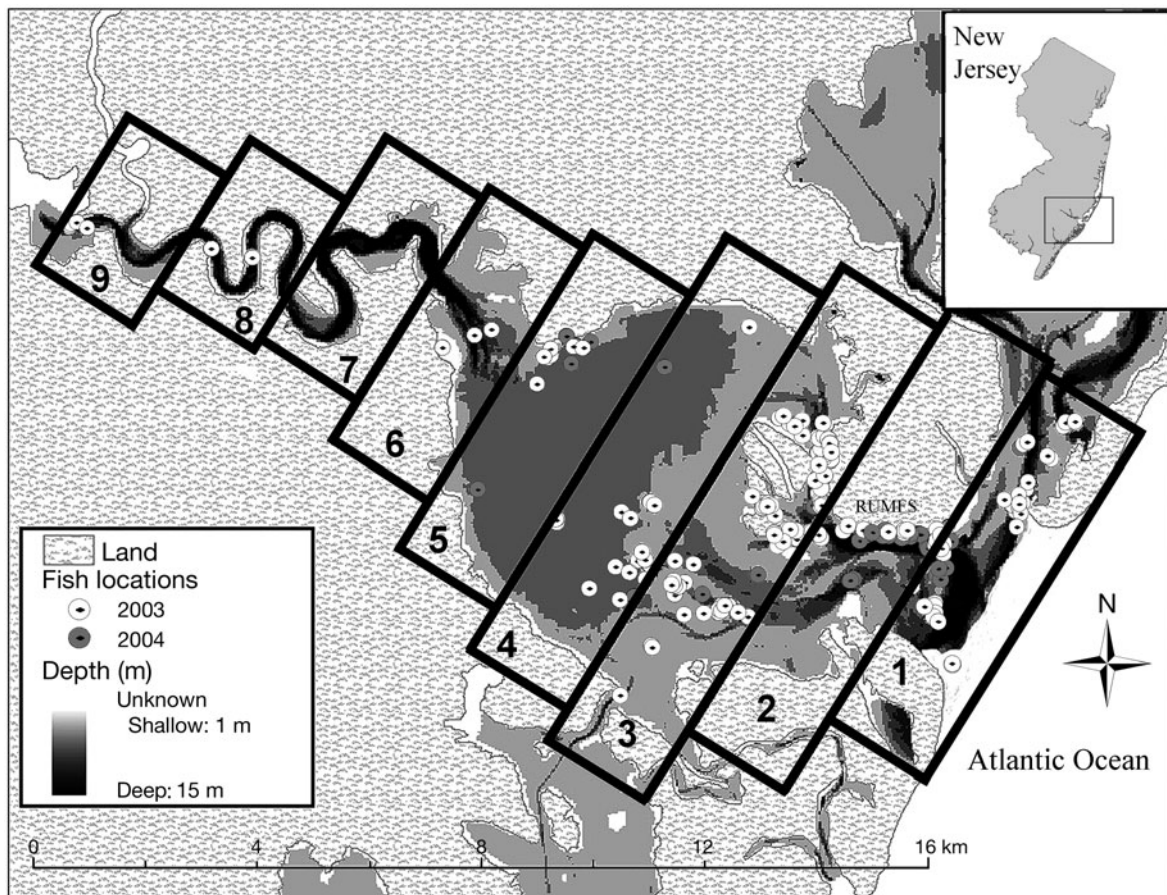 New
Jersey
9
8
7
6
5
4
3
2
1
RUMFS
N
Atlantic Ocean
Land
Fish locations
2003
2004
Depth (m)
Unknown
Shallow: 1 m
Deep: 15 m
0 4 8 12 16 km